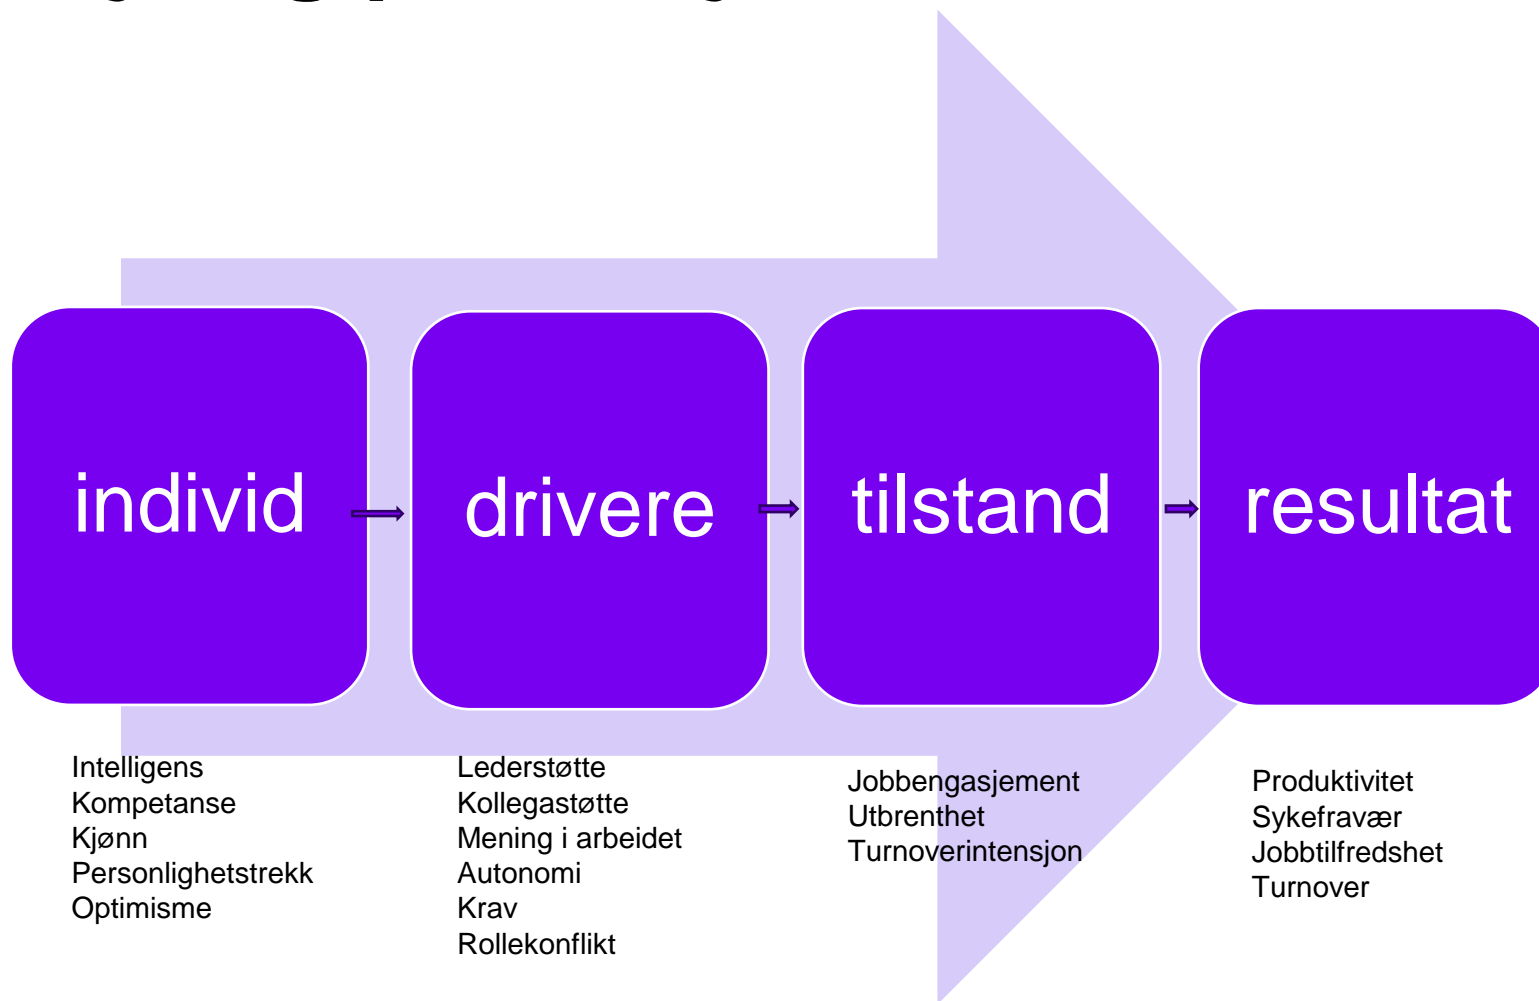 individ
drivere
tilstand
resultat
Intelligens
Kompetanse
Kjønn
Personlighetstrekk
Optimisme
Lederstøtte
Kollegastøtte
Mening i arbeidet
Autonomi
Krav
Rollekonflikt
Jobbengasjement
Utbrenthet
Turnoverintensjon
Produktivitet
Sykefravær
Jobbtilfredshet
Turnover